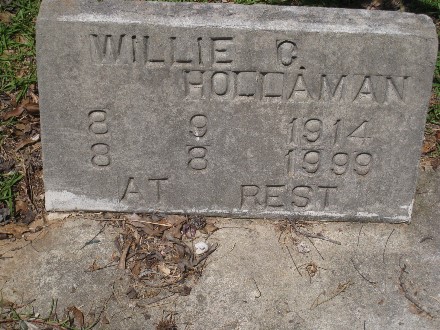 WILLIE C.
HOLLAMAN
8 9 1914
8 8 1999
AT REST